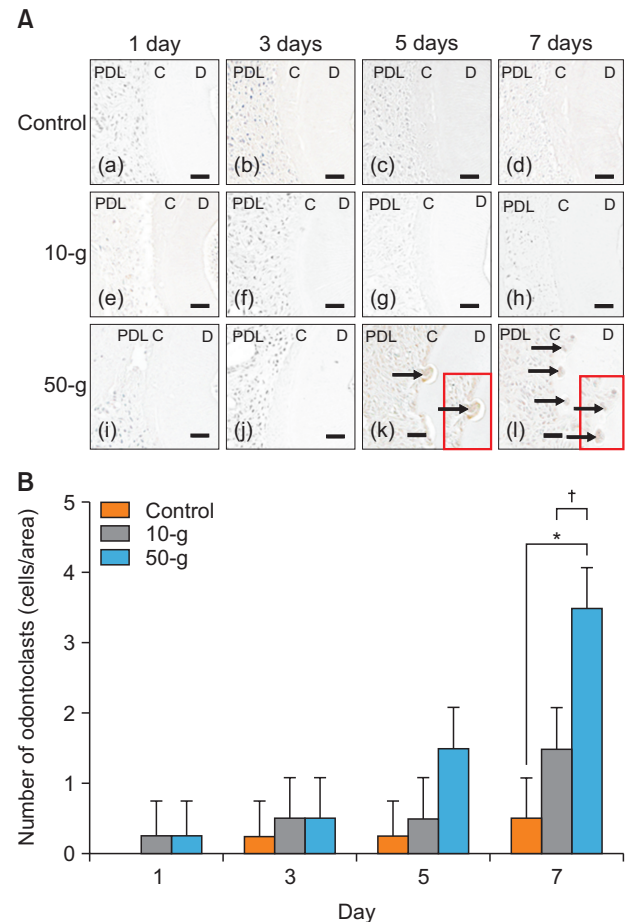 A
1 day 3 days 5 days 7 days
Control
PDL C D
(a)
PDL C D
(b)
PDL C D
(c)
PDL C D
(d)
10-g
PDL C D
(e)
PDL C D
(f)
PDL C D
(g)
PDL C D
(h)
50-g
PDL C D
(i)
PDL C D
(j)
PDL C D
(k)
PDL C D
(l)
B
Number of odontoclasts (cells/area)
5
4
3
2
1
0
Control
10-g
50-g
†
*
1 3 5 7
Day